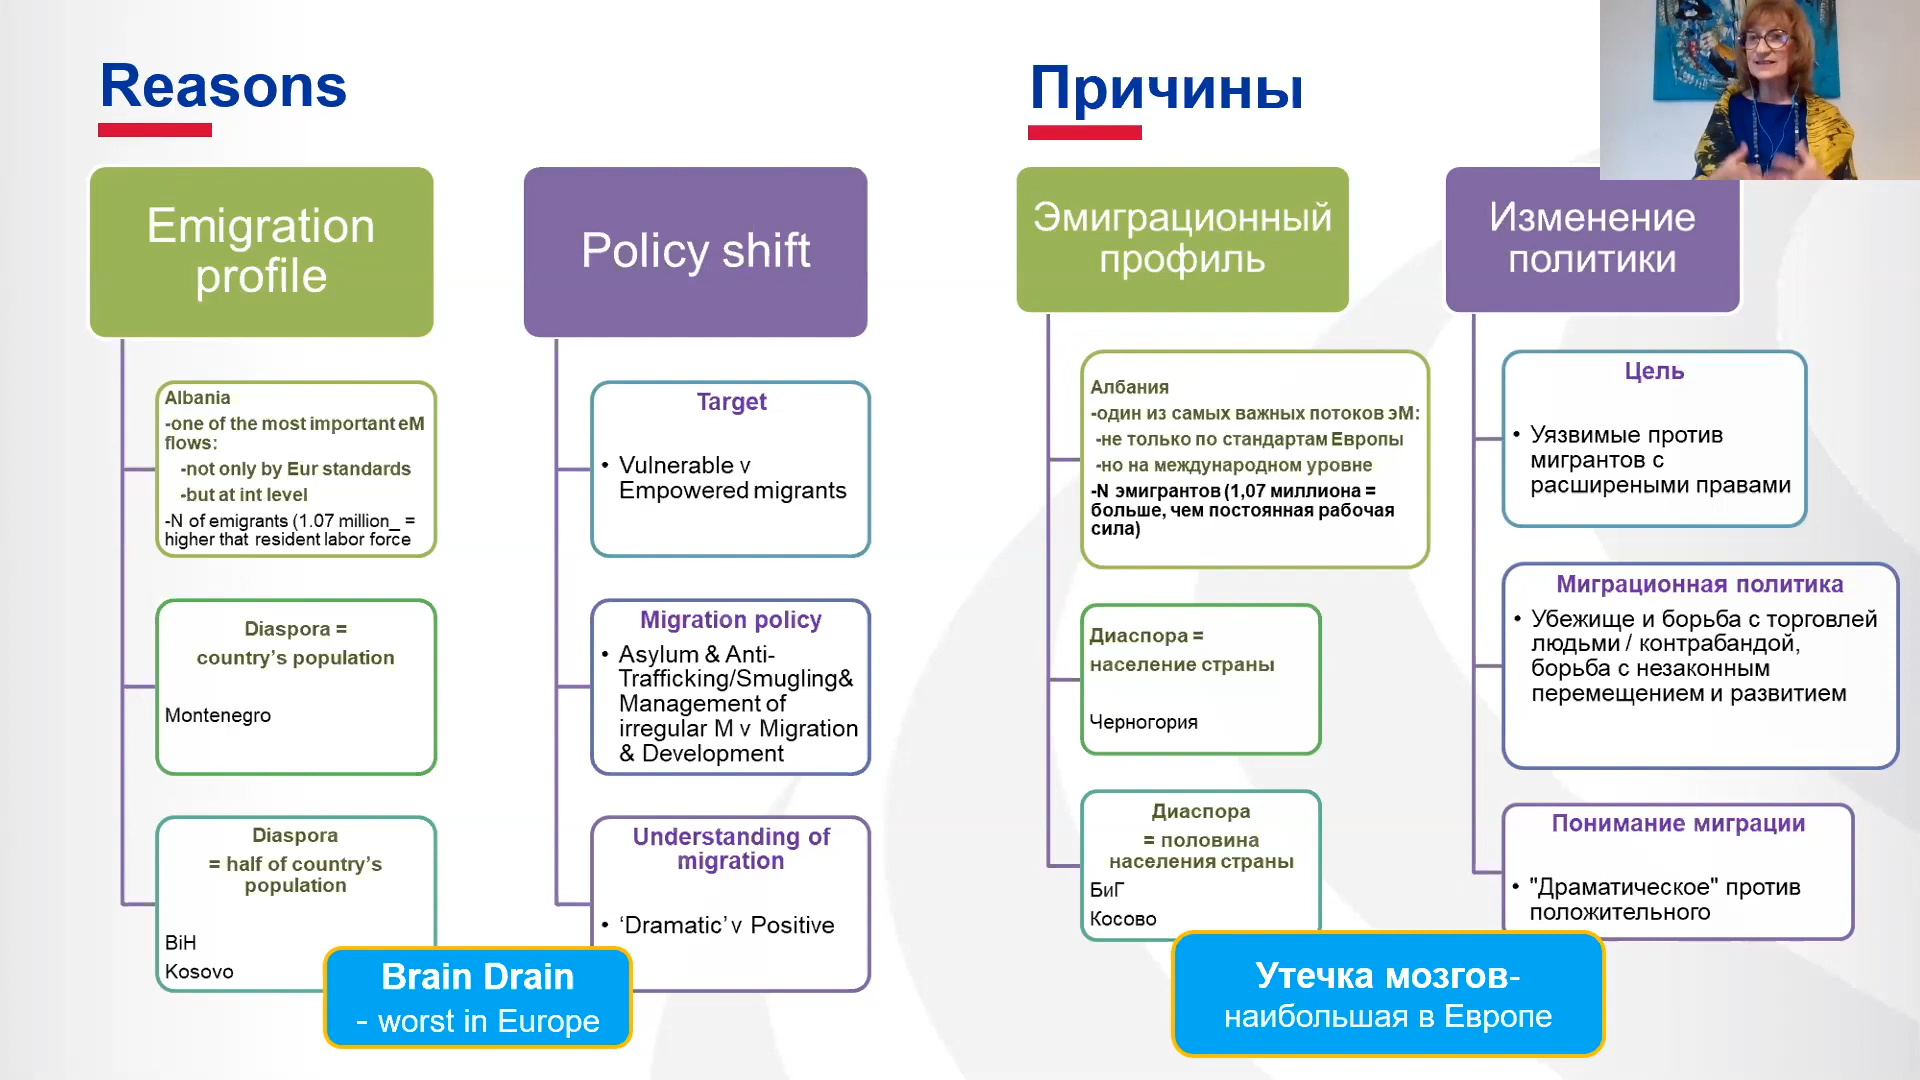 Reasons
Emigration
profile
Albania
-one of the most important eM
flows:
-not only by Eur standards
-but at int level
-N of emigrants (1.07 million_ =
higher that resident labor force
Diaspora =
country's population
Montenegro
Diaspora
= half of country's
population
BiH
Kosovo
Policy shift
Target
• Vulnerable v
Empowered migrants
Migration policy
• Asylum & Anti-
Trafficking/Smugling&
Management of
irregular M v Migration
& Development
Understanding of
migration
• ‘Dramatic’ v Positive
Brain Drain
- worst in Europe
Причины
Эмиграционный
профиль
Албания
-один из самых важных потоков эМ:
-не только по стандартам Европы
-но на международном уровне
-N эмигрантов (1,07 миллиона =
больше, чем постоянная рабочая
сила)
Диаспора =
население страны
Черногория
Диаспора
= половина
населения страны
БиГ
Косово
Изменение
политики
Цель
• Уязвимые против
мигрантов с
расширеными правами
Миграционная политика
• Убежище и борьба с торговлей
людьми / контрабандой,
борьба с незаконным
перемещением и развитием
Понимание миграции
• "Драматическое" против
положительного
Утечка мозгов-
наибольшая в Европе